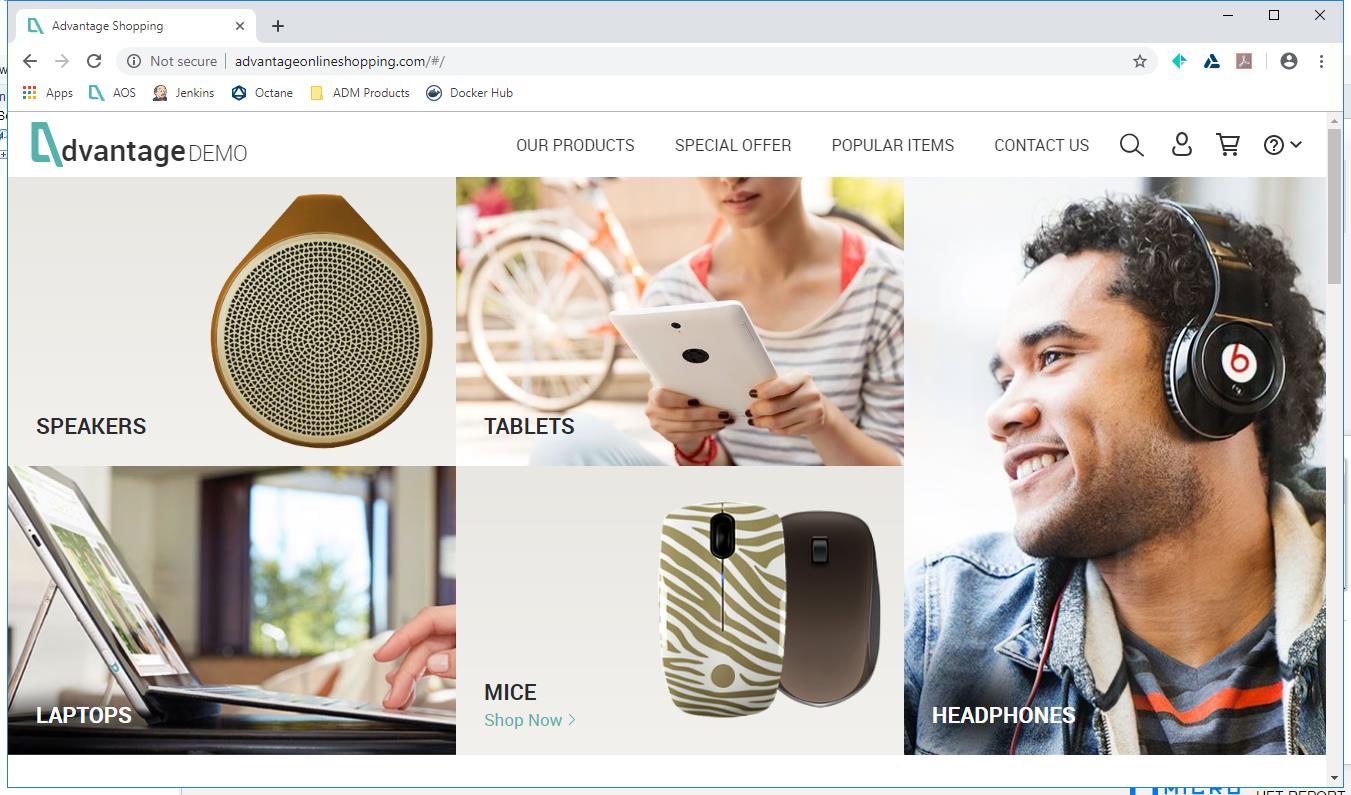 Advantage Shopping
Not secure advantageonlineshopping.com/#/
Apps AOS Jenkins Octane ADM Products Docker Hub
dvantage DEMO
OUR PRODUCTS SPECIAL OFFER POPULAR ITEMS CONTACT US
SPEAKERS
TABLETS
MICE
Shop Now
LAPTOPS
HEADPHONES